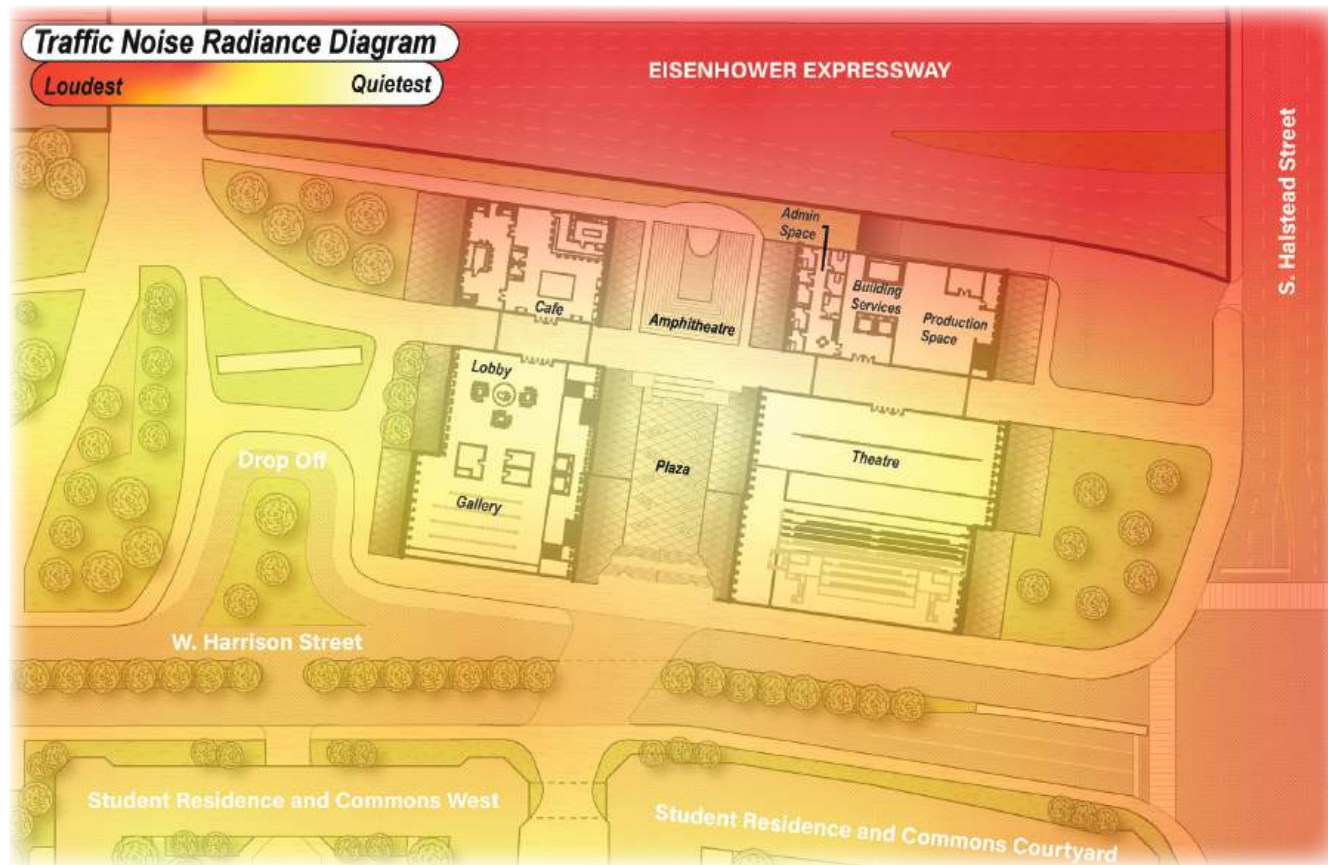 Traffic Noise Radiance Diagram
Loudest Quietest
EISENHOWER EXPRESSWAY
S. Halstead Street
Admin
Space
Cafe
Amphitheatre
Building
Services
Production
Space
Lobby
Gallery
Plaza
Theatre
Drop Off
W. Harrison Street
Student Residence and Commons West
Student Residence and Commons Courtyard